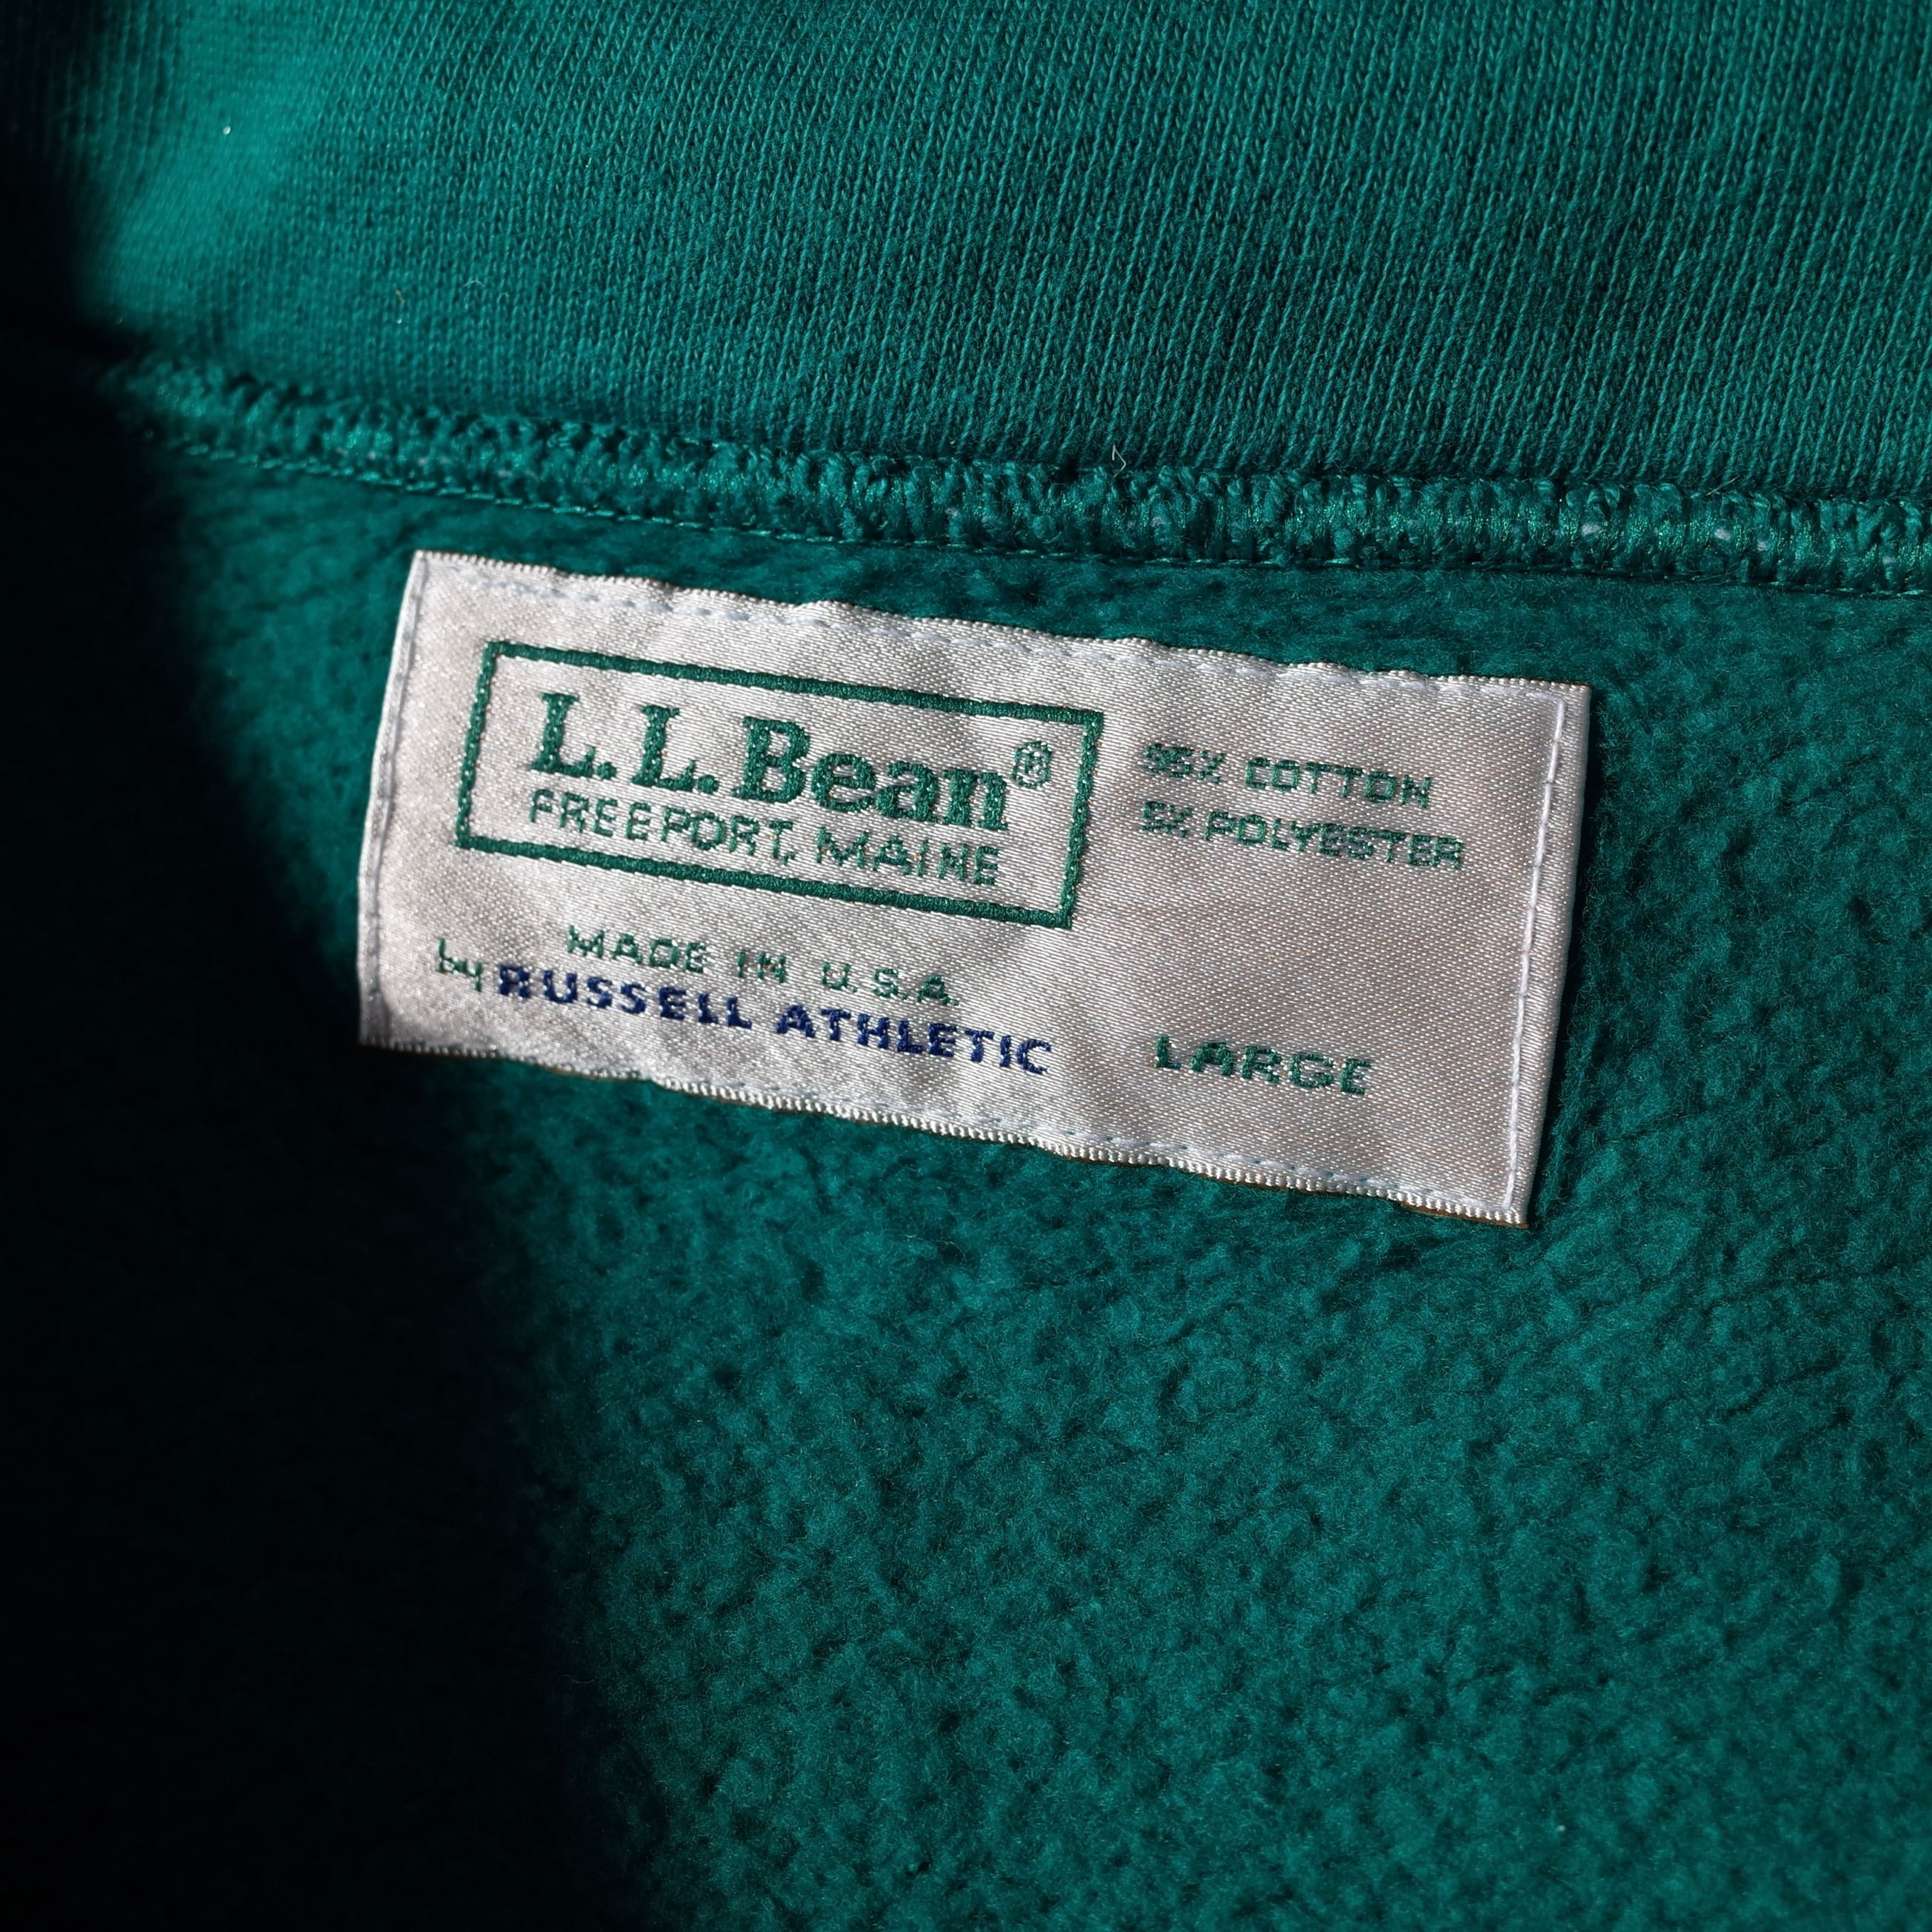 L.L.Bean®
FREEPORT, MAINE
95% COTTON
5% POLYESTER
MADE IN U.S.A.
by RUSSELL ATHLETIC
LARGE